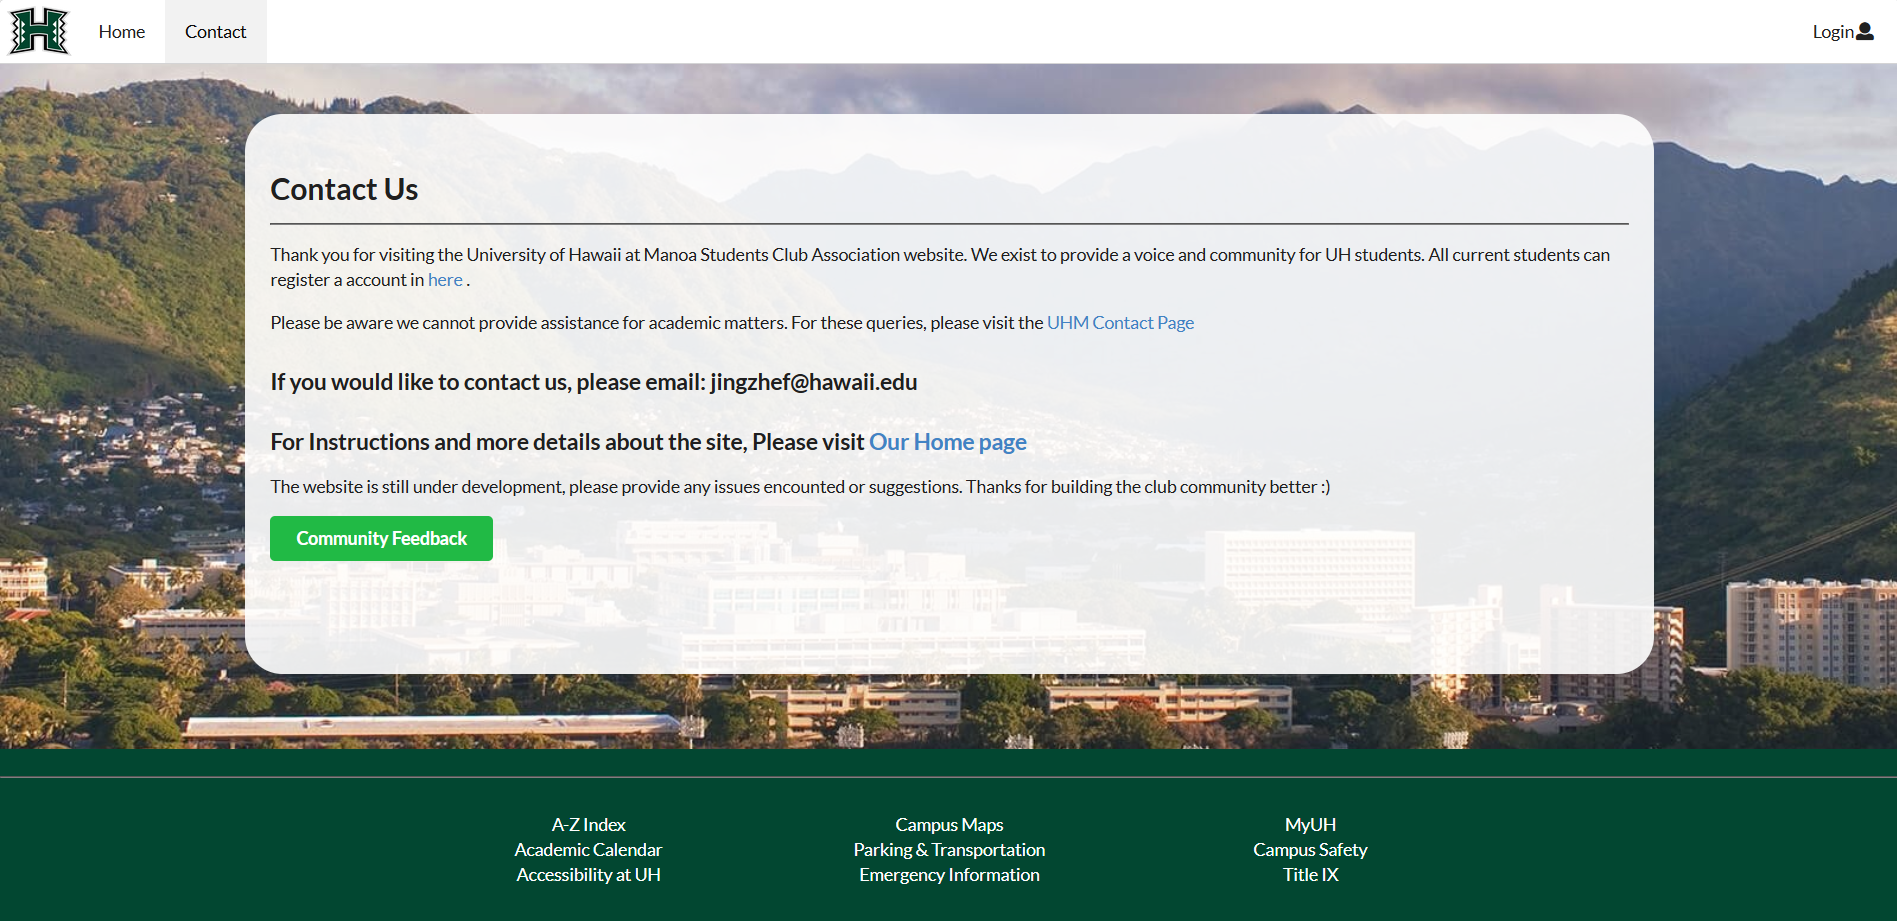 H
Home
Contact
Login
Contact Us
Thank you for visiting the University of Hawaii at Manoa Students Club Association website. We exist to provide a voice and community for UH students. All current students can
register a account in here .
Please be aware we cannot provide assistance for academic matters. For these queries, please visit the UHM Contact Page
If you would like to contact us, please email: jingzhef@hawaii.edu
For Instructions and more details about the site, Please visit Our Home page
The website is still under development, please provide any issues encounted or suggestions. Thanks for building the club community better :)
Community Feedback
A-Z Index
Academic Calendar
Accessibility at UH
Campus Maps
Parking & Transportation
Emergency Information
MyUH
Campus Safety
Title IX